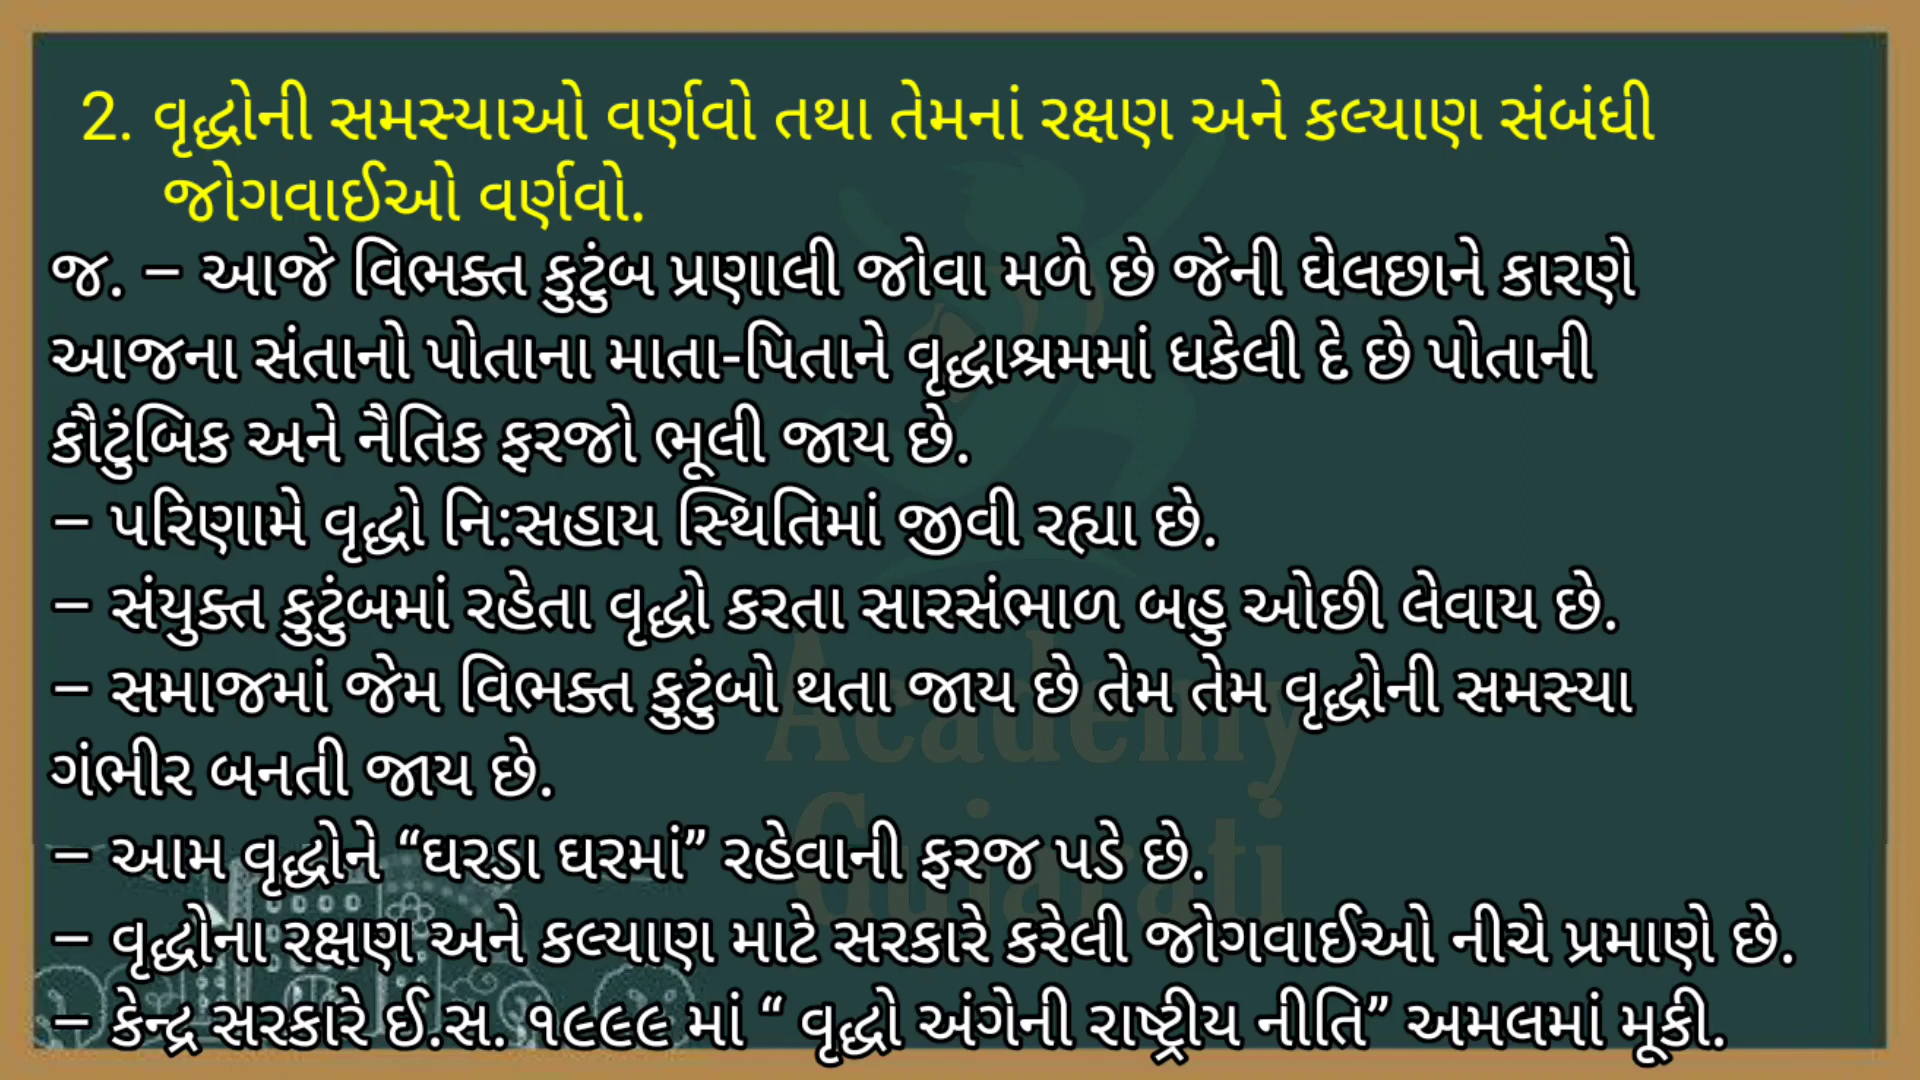 2. વૃદ્ધોની સમસ્યાઓ વર્ણવો તથા તેમનાં રક્ષણ અને કલ્યાણ સંબંધી
જોગવાઈઓ વર્ણવો.
જ. – આજે વિભક્ત કુટુંબ પ્રણાલી જોવા મળે છે જેની ઘેલછાને કારણે
આજના સંતાનો પોતાના માતા-પિતાને વૃદ્ધાશ્રમમાં ધકેલી દે છે પોતાની
કૌટુંબિક અને નૈતિક ફરજો ભૂલી જાય છે.
– પરિણામે વૃદ્ધો નિ:સહાય સ્થિતિમાં જીવી રહ્યા છે.
– સંયુક્ત કુટુંબમાં રહેતા વૃદ્ધો કરતા સારસંભાળ બહુ ઓછી લેવાય છે.
– સમાજમાં જેમ વિભક્ત કુટુંબો થતા જાય છે તેમ તેમ વૃદ્ધોની સમસ્યા
ગંભીર બનતી જાય છે.
– આમ વૃદ્ધોને “ઘરડા ઘરમાં” રહેવાની ફરજ પડે છે.
– વૃદ્ધોના રક્ષણ અને કલ્યાણ માટે સરકારે કરેલી જોગવાઈઓ નીચે પ્રમાણે છે.
– કેન્દ્ર સરકારે ઈ.સ. ૧૯૯૯ માં “ વૃદ્ધો અંગેની રાષ્ટ્રીય નીતિ” અમલમાં મૂકી.
Academy
Gujarati